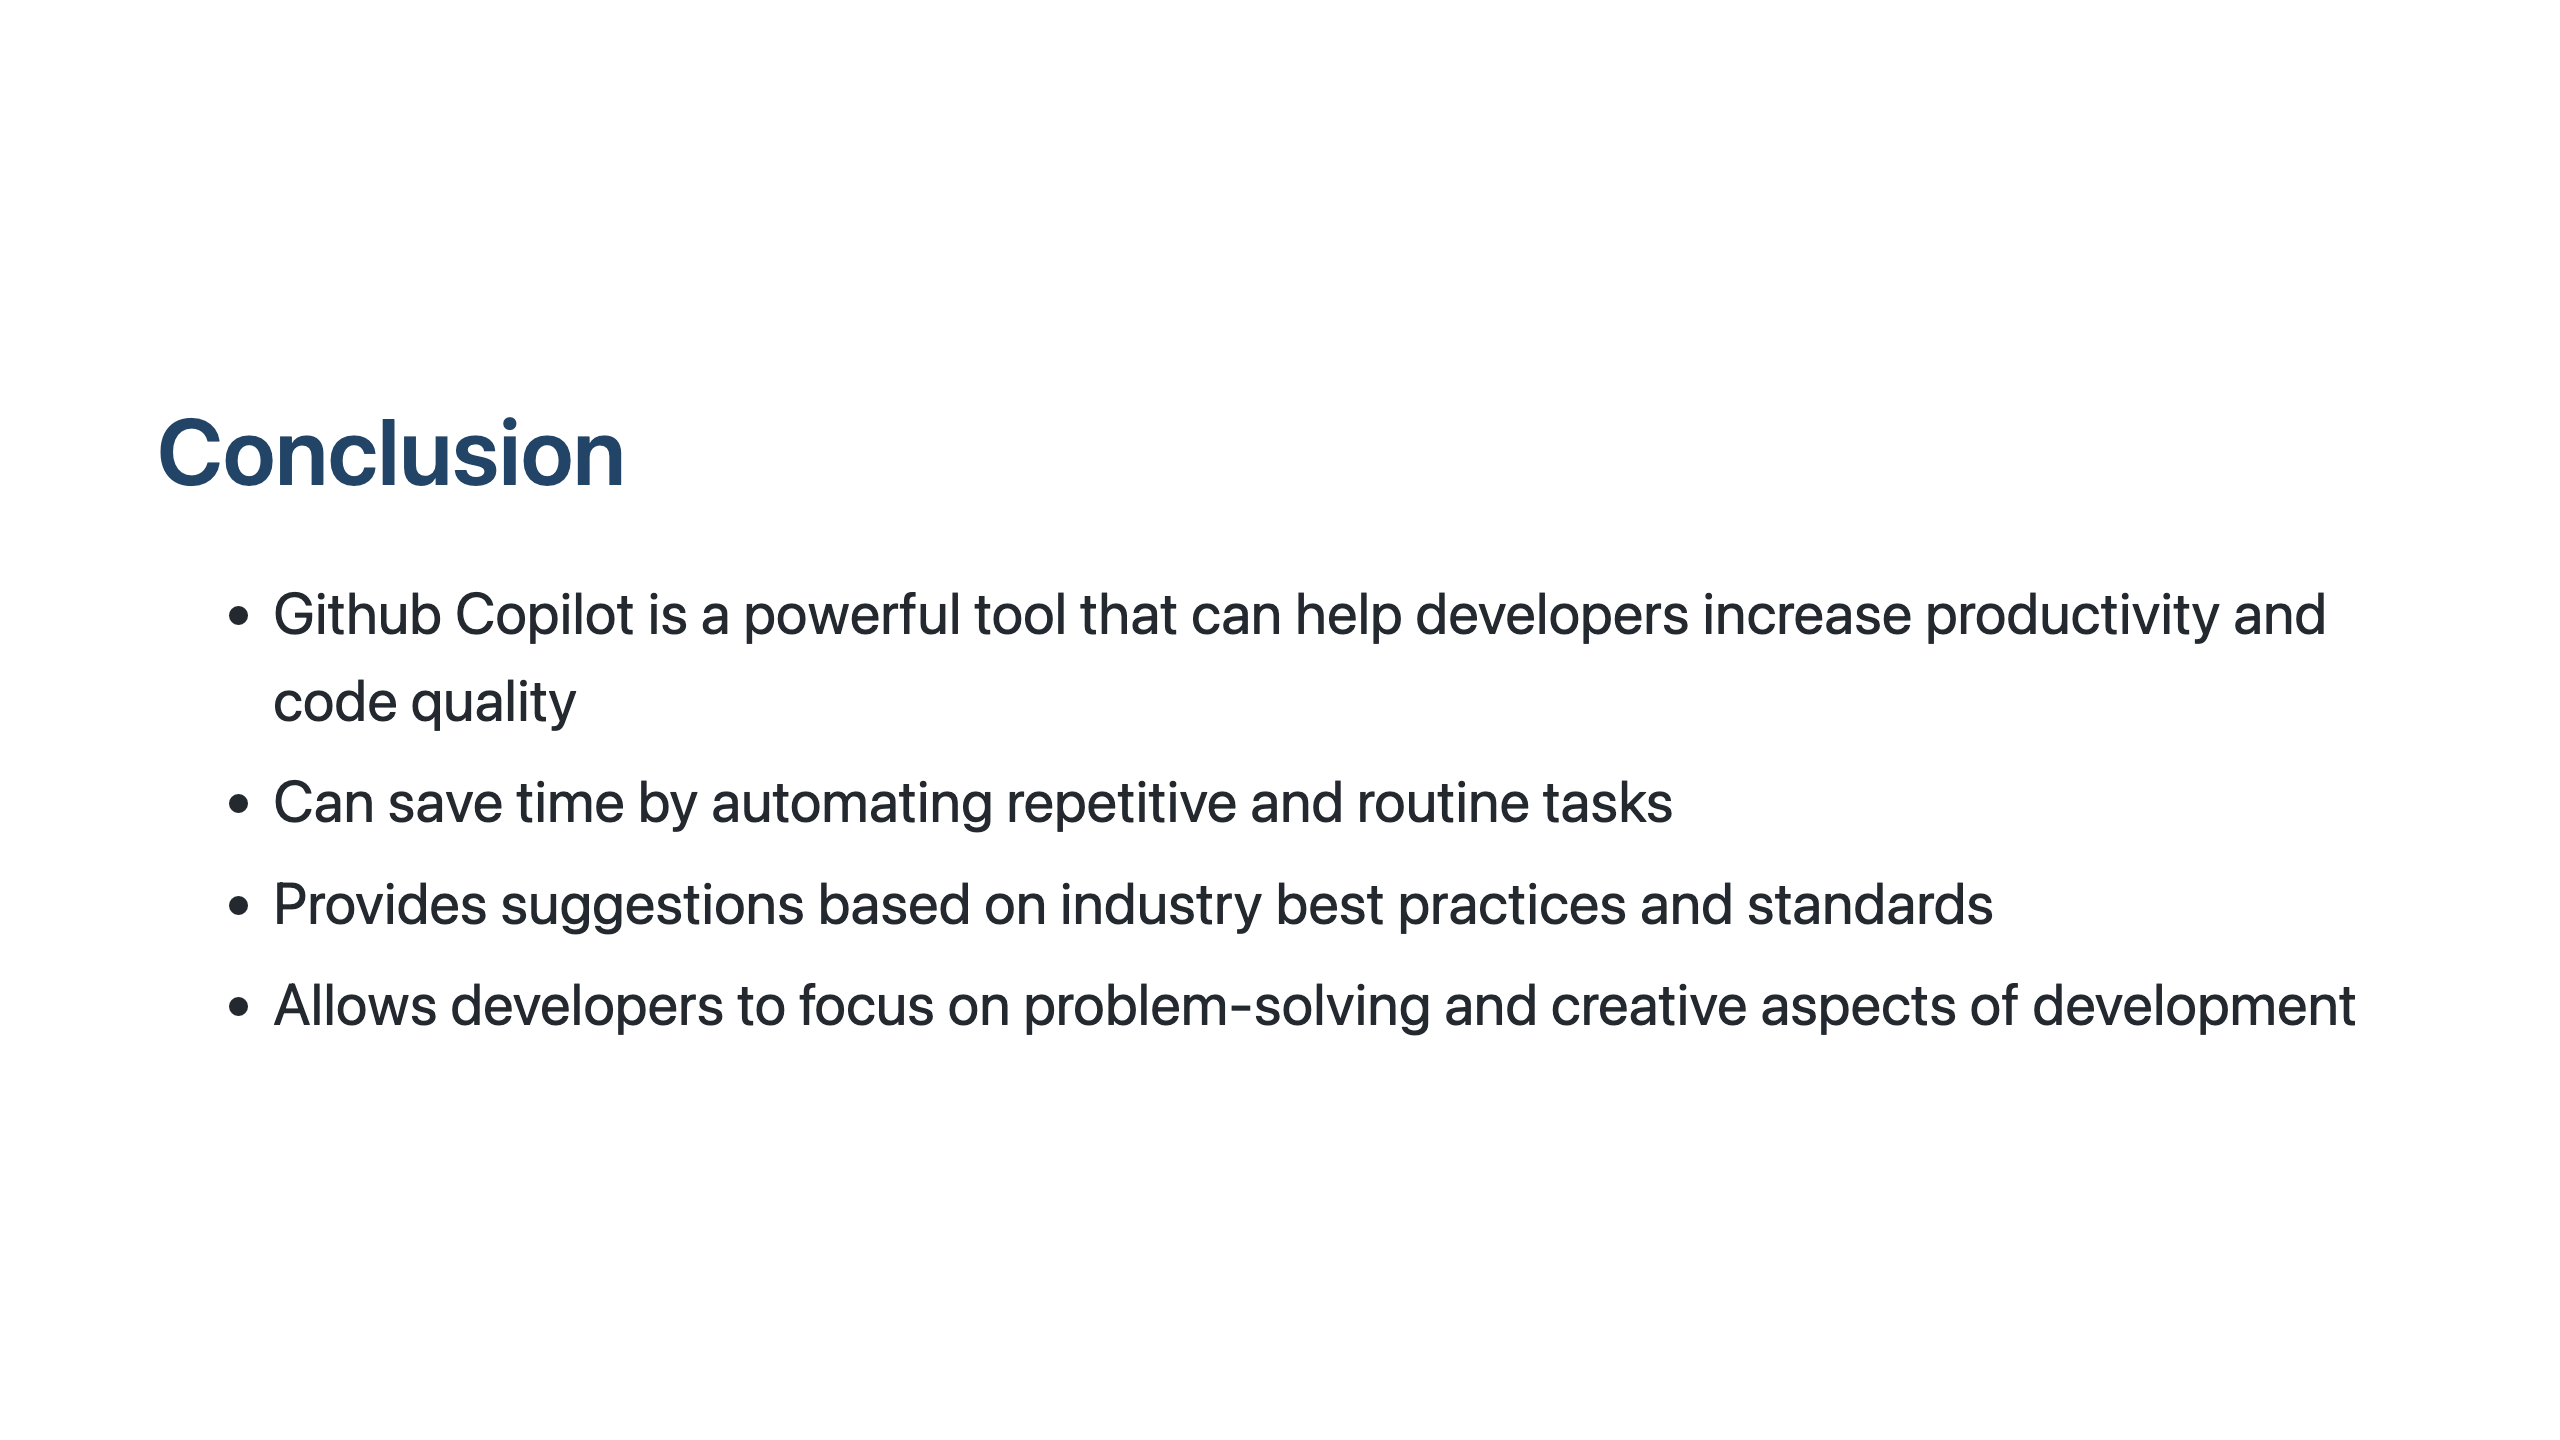 Conclusion
• Github Copilot is a powerful tool that can help developers increase productivity and
code quality
• Can save time by automating repetitive and routine tasks
• Provides suggestions based on industry best practices and standards
• Allows developers to focus on problem-solving and creative aspects of development